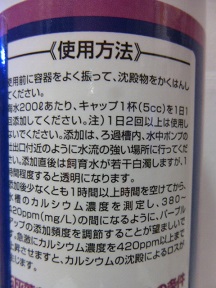 《使用方法》
使用前に容器をよく振って、沈殿物をかくはんし
育水200ℓあたり、キャップ1杯(5cc)を1日1
回添加してください。注)1日2回以上は使用し
ないでください。添加は、ろ過槽内、水中ポンプの
吐出口付近のように水流の強い場所に行ってくだ
さい。添加直後は飼育水が若干白濁しますが、1
時間程度すると透明になります。
添加後少なくとも1時間以上時間を空けてから、
水槽のカルシウム濃度を測定し、380〜
420ppm(mg/L)の間になるように、パープル
アップの添加頻度を調節することが望ましいで
す。急激にカルシウム濃度を420ppm以上まで
上昇させますと、カルシウムの沈殿によるロスが